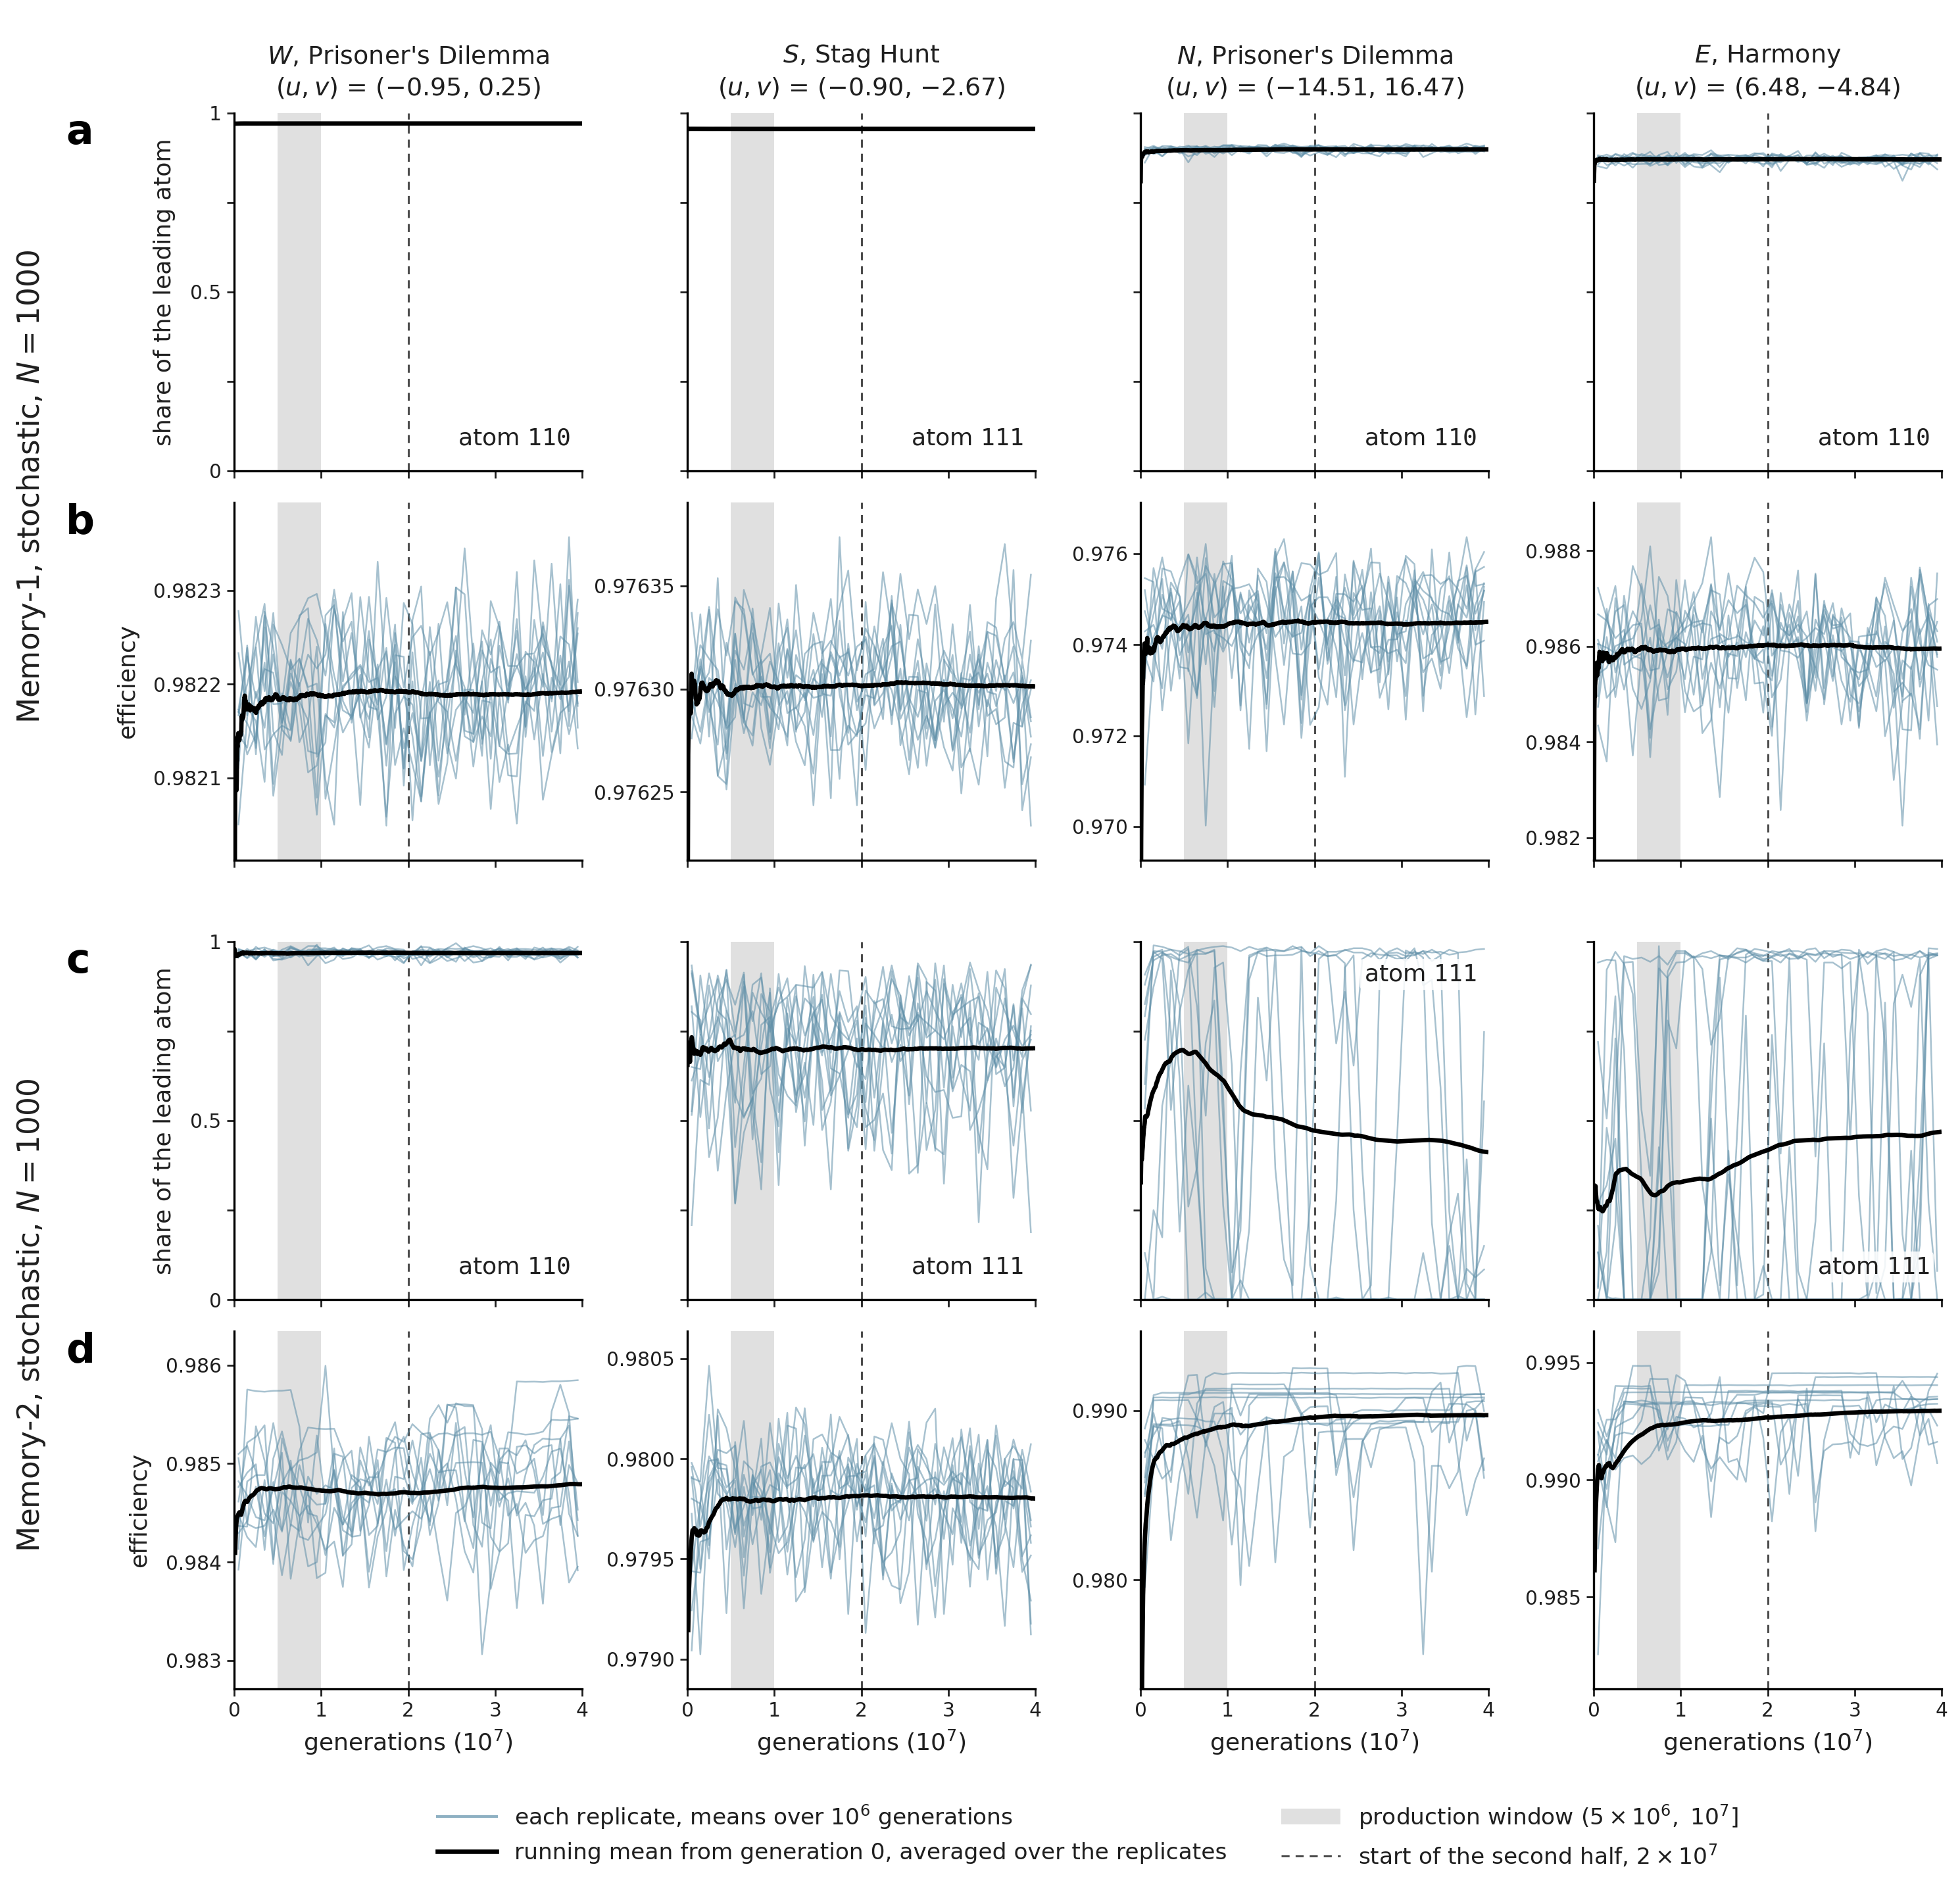 W, Prisoner's Dilemma
(u, v) = (−0.95, 0.25)
S, Stag Hunt
(u, v) = (−0.90, −2.67)
N, Prisoner's Dilemma
(u, v) = (−14.51, 16.47)
E, Harmony
(u, v) = (6.48, −4.84)
Memory-1, stochastic, N = 1000
a
share of the leading atom
1
0.5
0
atom 110
atom 111
atom 110
atom 110
b
efficiency
0.9823
0.9822
0.9821
0.97635
0.97630
0.97625
0.976
0.974
0.972
0.970
0.988
0.986
0.984
0.982
Memory-2, stochastic, N = 1000
c
share of the leading atom
1
0.5
0
atom 110
atom 111
atom 111
atom 111
d
efficiency
0.986
0.985
0.984
0.983
0.9805
0.9800
0.9795
0.9790
0.990
0.980
0.995
0.990
0.985
0 1 2 3 4
0 1 2 3 4
0 1 2 3 4
0 1 2 3 4
generations (10⁷)
generations (10⁷)
generations (10⁷)
generations (10⁷)
each replicate, means over 10⁶ generations
running mean from generation 0, averaged over the replicates
production window (5 × 10⁶, 10⁷]
start of the second half, 2 × 10⁷